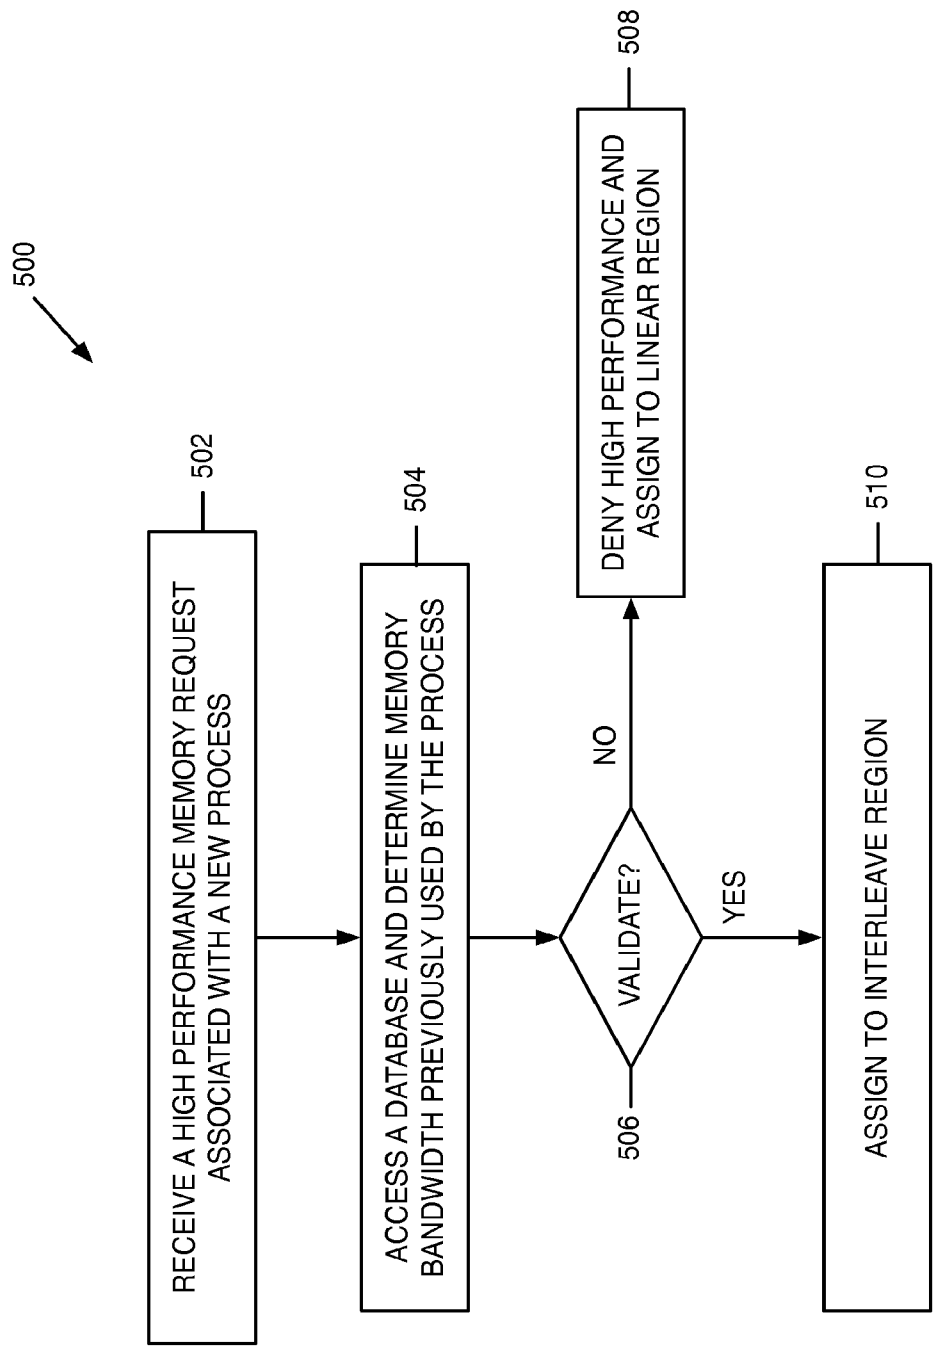 500
RECEIVE A HIGH PERFORMANCE MEMORY REQUEST
ASSOCIATED WITH A NEW PROCESS
502
ACCESS A DATABASE AND DETERMINE MEMORY
BANDWIDTH PREVIOUSLY USED BY THE PROCESS
504
506
VALIDATE?
NO
DENY HIGH PERFORMANCE AND
ASSIGN TO LINEAR REGION
508
YES
ASSIGN TO INTERLEAVE REGION
510